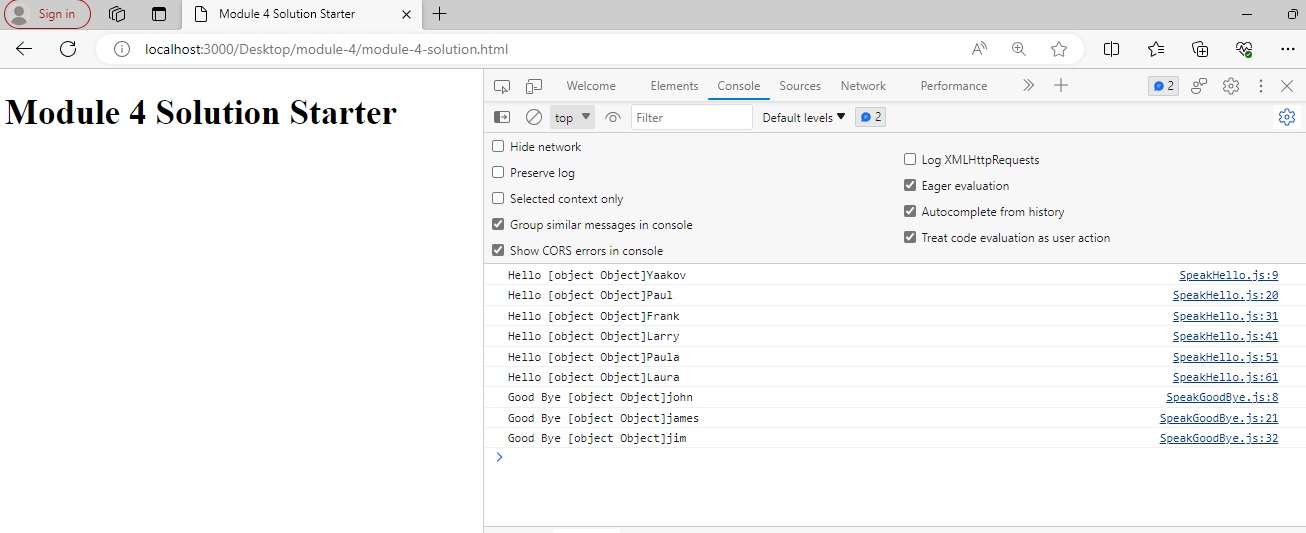 Sign in
Module 4 Solution Starter
localhost:3000/Desktop/module-4/module-4-solution.html
Module 4 Solution Starter
Welcome Elements Console Sources Network Performance 2
top Filter Default levels 2
Hide network
Preserve log
Selected context only
Group similar messages in console
Show CORS errors in console
Log XMLHttpRequests
Eager evaluation
Autocomplete from history
Treat code evaluation as user action
Hello [object Object]Yaakov SpeakHello.js:9
Hello [object Object]Paul SpeakHello.js:20
Hello [object Object]Frank SpeakHello.js:31
Hello [object Object]Larry SpeakHello.js:41
Hello [object Object]Paula SpeakHello.js:51
Hello [object Object]Laura SpeakHello.js:61
Good Bye [object Object]john SpeakGoodBye.js:8
Good Bye [object Object]james SpeakGoodBye.js:21
Good Bye [object Object]jim SpeakGoodBye.js:32